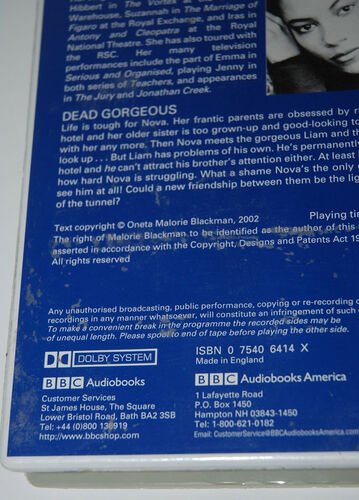 Hibbert in The Vortex at
Warehouse, Suzannah in The Marriage of
Figaro at the Royal Exchange, and Iras in
Antony and Cleopatra at the Royal
National Theatre. She has also toured with
the RSC. Her many television
performances include the part of Emma in
Serious and Organised, playing Jenny in
both series of Teachers, and appearances
in The Jury and Jonathan Creek.
DEAD GORGEOUS
Life is tough for Nova. Her frantic parents are obsessed by
hotel and her older sister is too grown-up and good-looking to
with her any more. Then Nova meets the gorgeous Liam and th
look up . . . But Liam has problems of his own. He's permanently
hotel and he can't attract his brother's attention either. At least
how hard Nova is struggling. What a shame Nova's the only
see him at all! Could a new friendship between them be the lig
of the tunnel?
Playing ti
Text copyright © Oneta Malorie Blackman, 2002
The right of Malorie Blackman to be identified as the author of this
asserted in accordance with the Copyright, Designs and Patents Act 19
All rights reserved
Any unauthorised broadcasting, public performance, copying or re-recording o
recordings in any manner whatsoever, will constitute an infringement of such
To make a convenient break in the programme the recorded sides may be
of unequal length. Please spool to end of tape before playing the other side.
DOLBY SYSTEM
ISBN 0 7540 6414 X
Made in England
BBC Audiobooks
Customer Services
St James House, The Square
Lower Bristol Road, Bath BA2 3SB
Tel: +44 (0)800 136919
http://www.bbcshop.com
BBC Audiobooks America
1 Lafayette Road
P.O. Box 1450
Hampton NH 03843-1450
Tel: 1-800-621-0182
Email: CustomerService@BBCAudiobooksAmerica.com